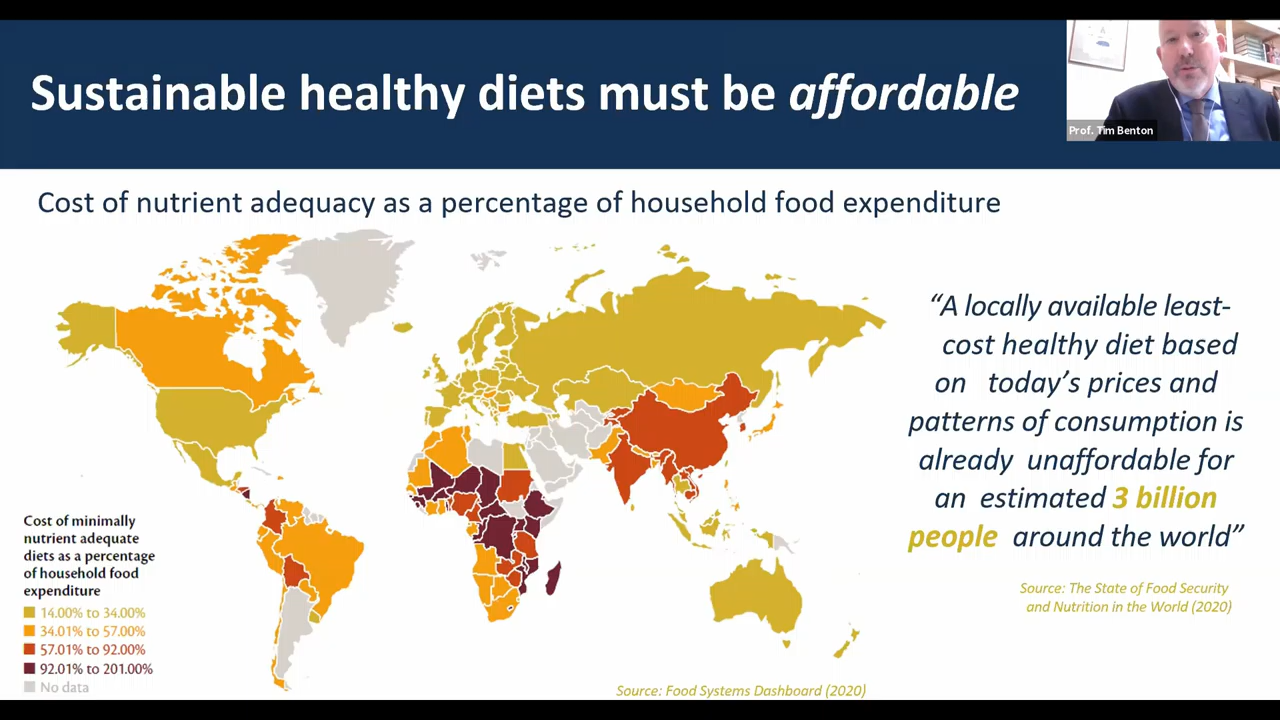 Sustainable healthy diets must be affordable
Prof. Tim Benton
Cost of nutrient adequacy as a percentage of household food expenditure
“A locally available least-
cost healthy diet based
on today’s prices and
patterns of consumption is
already unaffordable for
an estimated 3 billion
people around the world”
Source: The State of Food Security
and Nutrition in the World (2020)
Cost of minimally
nutrient adequate
diets as a percentage
of household food
expenditure
14.00% to 34.00%
34.01% to 57.00%
57.01% to 92.00%
92.01% to 201.00%
No data
Source: Food Systems Dashboard (2020)